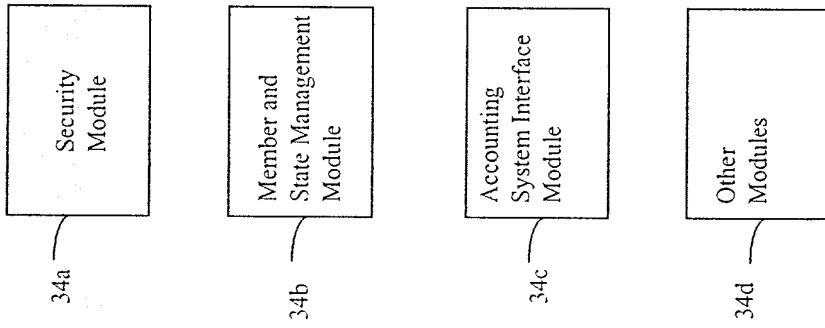 Security
Module
34a
Member and
State Management
Module
34b
Accounting
System Interface
Module
34c
Other
Modules
34d